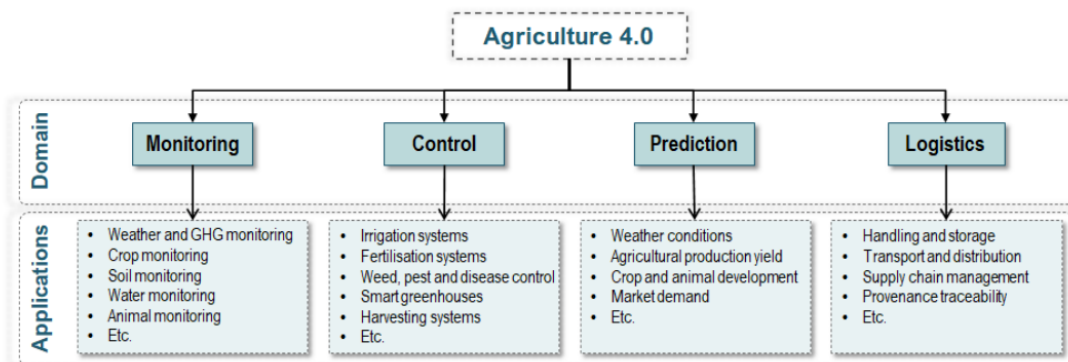 Agriculture 4.0
Domain
Monitoring
Control
Prediction
Logistics
Applications
• Weather and GHG monitoring
• Crop monitoring
• Soil monitoring
• Water monitoring
• Animal monitoring
• Etc.
• Irrigation systems
• Fertilisation systems
• Weed, pest and disease control
• Smart greenhouses
• Harvesting systems
• Etc.
• Weather conditions
• Agricultural production yield
• Crop and animal development
• Market demand
• Etc.
• Handling and storage
• Transport and distribution
• Supply chain management
• Provenance traceability
• Etc.